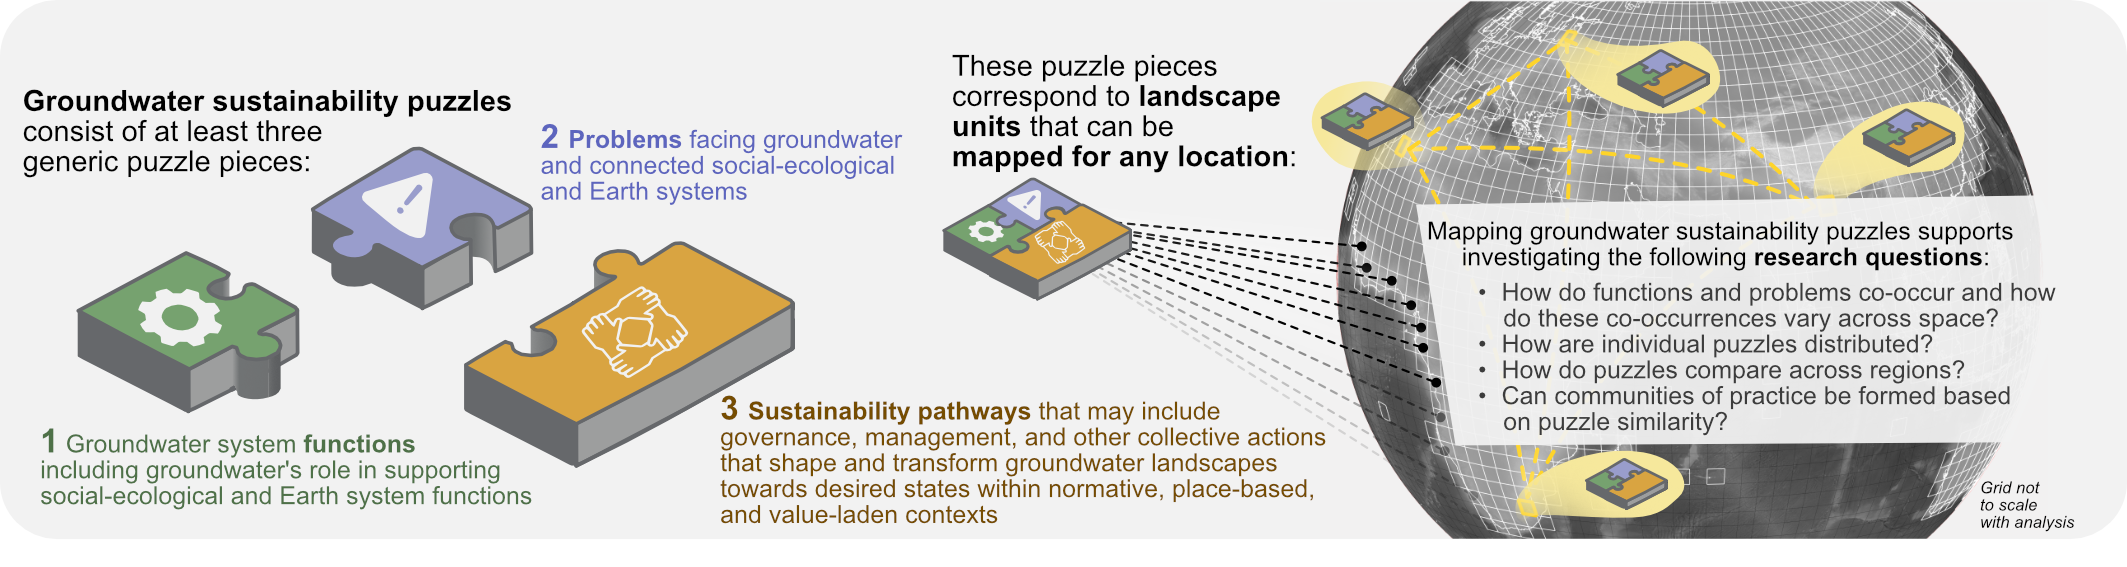 Groundwater sustainability puzzles
consist of at least three
generic puzzle pieces:
1 Groundwater system functions
including groundwater's role in supporting
social-ecological and Earth system functions
2 Problems facing groundwater
and connected social-ecological
and Earth systems
3 Sustainability pathways that may include
governance, management, and other collective actions
that shape and transform groundwater landscapes
towards desired states within normative, place-based,
and value-laden contexts
These puzzle pieces
correspond to landscape
units that can be
mapped for any location:
Mapping groundwater sustainability puzzles supports
investigating the following research questions:
• How do functions and problems co-occur and how
do these co-occurrences vary across space?
• How are individual puzzles distributed?
• How do puzzles compare across regions?
• Can communities of practice be formed based
on puzzle similarity?
Grid not
to scale
with analysis